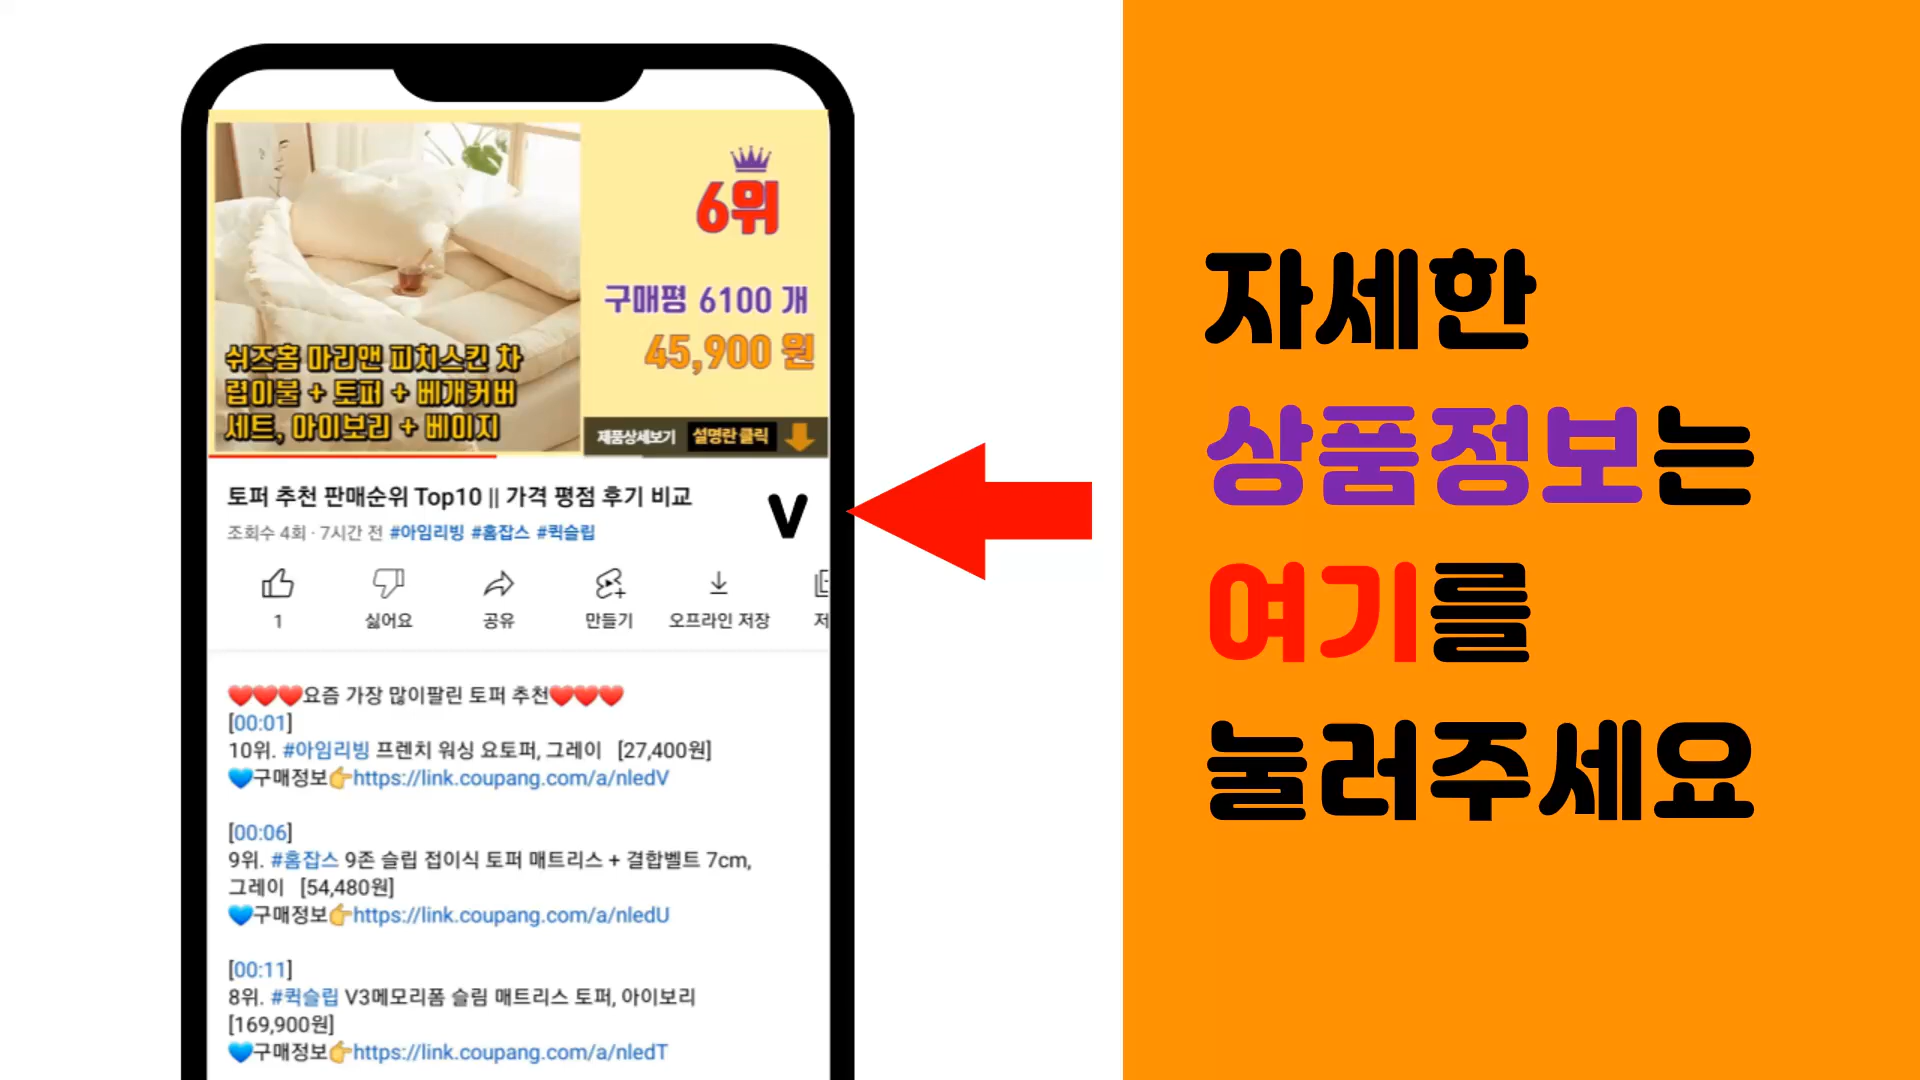 6위
구매평 6100 개
45,900 원
쉬즈홈 마리앤 피치스킨 차
렵이불 + 토퍼 + 베개커버
세트, 아이보리 + 베이지
제품상세보기 설명란 클릭
토퍼 추천 판매순위 Top10 || 가격 평점 후기 비교
V
조회수 4회 · 7시간 전 #아임리빙 #홈잡스 #퀵슬립
1 싫어요 공유 만들기 오프라인 저장 저
❤❤❤요즘 가장 많이팔린 토퍼 추천❤❤❤
[00:01]
10위. #아임리빙 프렌치 워싱 요토퍼, 그레이 [27,400원]
💙구매정보👉https://link.coupang.com/a/nledV
[00:06]
9위. #홈잡스 9존 슬립 접이식 토퍼 매트리스 + 결합벨트 7cm,
그레이 [54,480원]
💙구매정보👉https://link.coupang.com/a/nledU
[00:11]
8위. #퀵슬립 V3메모리폼 슬림 매트리스 토퍼, 아이보리
[169,900원]
💙구매정보👉https://link.coupang.com/a/nledT
자세한
상품정보는
여기를
눌러주세요